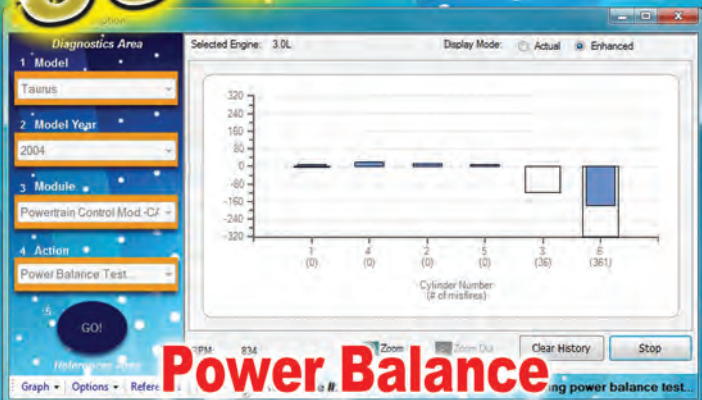 Diagnostics Area
1 Model
Taurus
2 Model Year
2004
3 Module
Powertrain Control Mod.-CA
4 Action
Power Balance Test...
5
GO!
Selected Engine: 3.0L
Display Mode: Actual Enhanced
320
240
160
80
0
-80
-160
-240
-320
1 4 2 5 3 6
(0) (0) (0) (0) (36) (361)
Cylinder Number
(# of misfires)
RPM: 834
Zoom
Zoom Out
Clear History
Stop
Graph Options
Power Balance
ing power balance test...